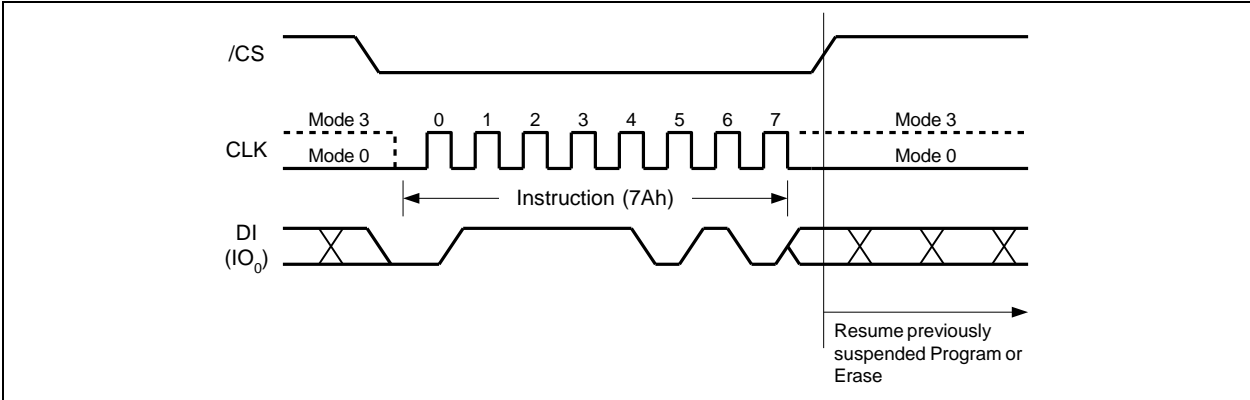 /CS
Mode 3 0 1 2 3 4 5 6 7 Mode 3
CLK
Mode 0 Mode 0
Instruction (7Ah)
DI
(IO0)
Resume previously
suspended Program or
Erase